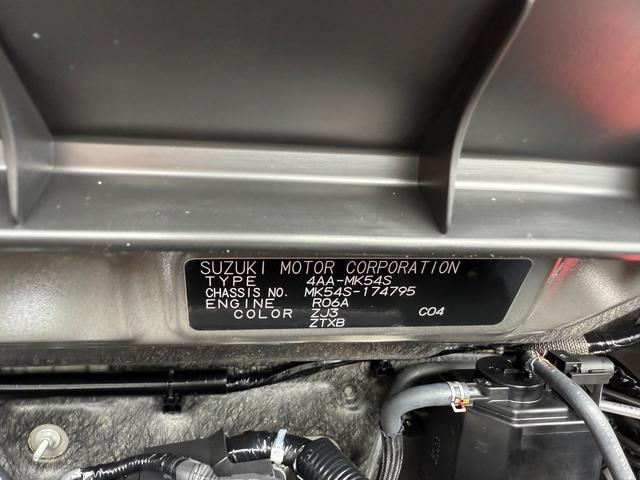 SUZUKI MOTOR CORPORATION
TYPE 4AA-MK54S
CHASSIS NO. MK54S-174795
ENGINE R06A
COLOR ZJ3 C04
ZTXB